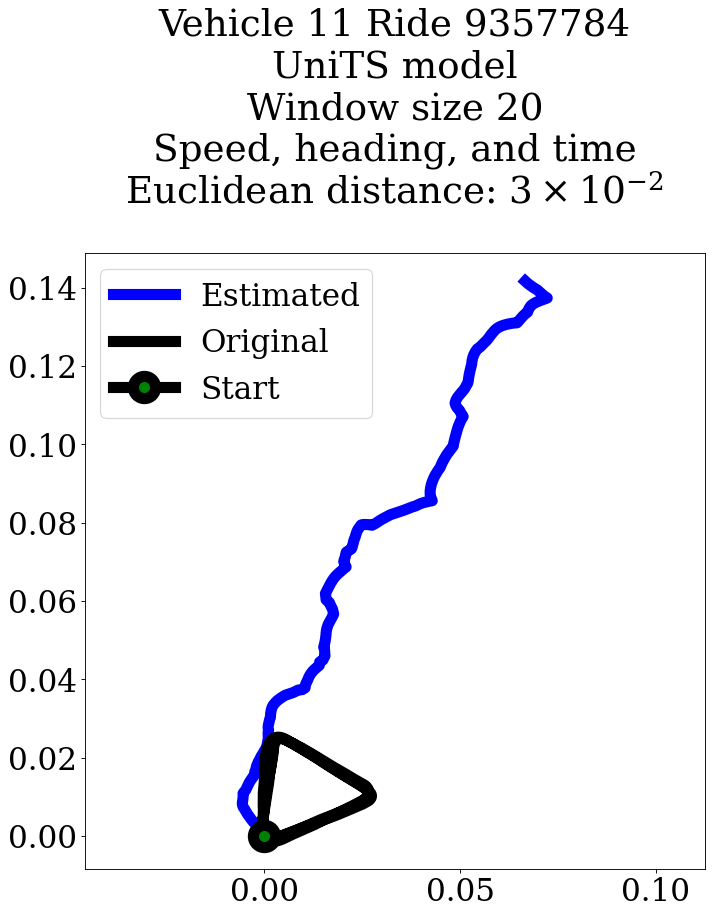 Vehicle 11 Ride 9357784
UniTS model
Window size 20
Speed, heading, and time
Euclidean distance: $3 \times 10^{-2}$
Estimated
Original
Start
0.14
0.12
0.10
0.08
0.06
0.04
0.02
0.00
0.00 0.05 0.10